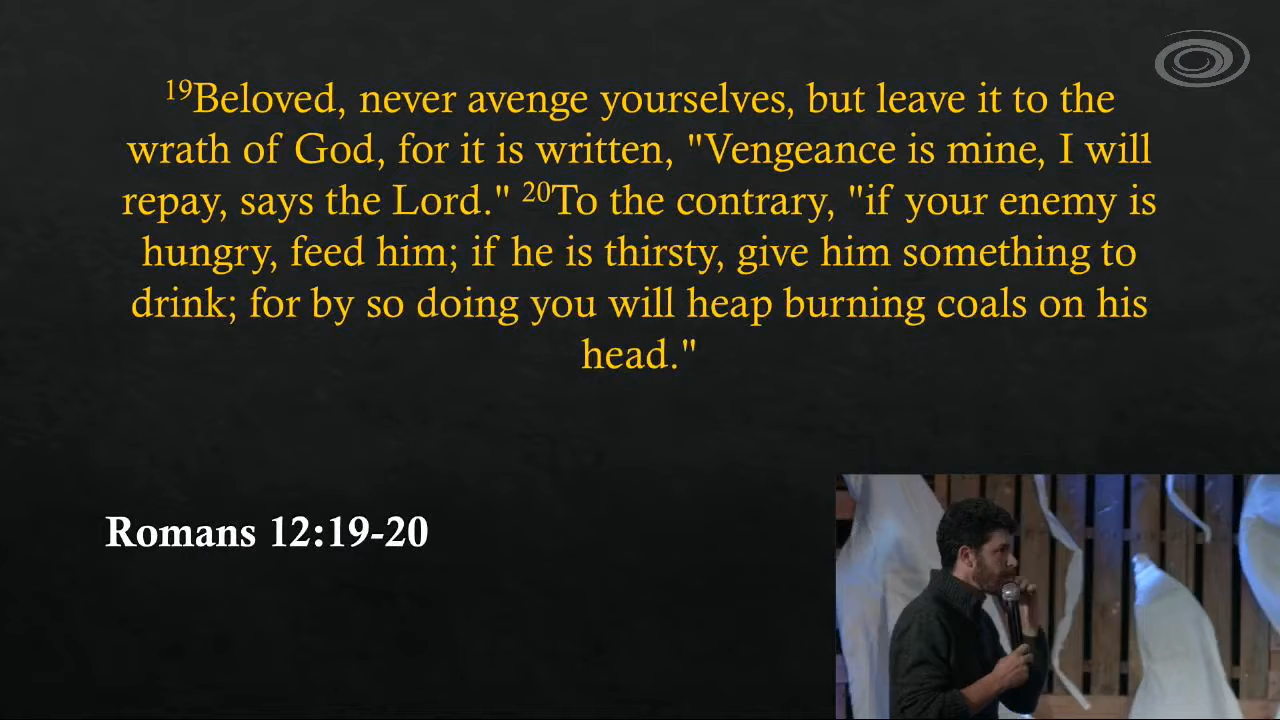 ¹⁹Beloved, never avenge yourselves, but leave it to the
wrath of God, for it is written, "Vengeance is mine, I will
repay, says the Lord." ²⁰To the contrary, "if your enemy is
hungry, feed him; if he is thirsty, give him something to
drink; for by so doing you will heap burning coals on his
head."
Romans 12:19-20